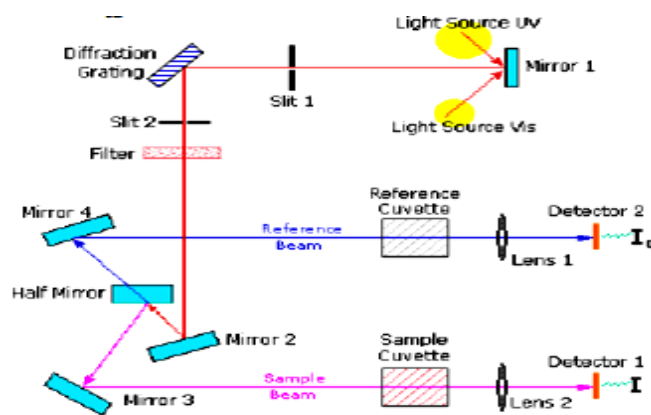 Light Source UV
Diffraction
Grating
Mirror 1
Slit 1
Light Source Vis
Slit 2
Filter
Mirror 4
Reference
Cuvette
Detector 2
Reference
Beam
I0
Lens 1
Half Mirror
Mirror 2
Sample
Cuvette
Detector 1
Sample
Beam
I
Mirror 3
Lens 2